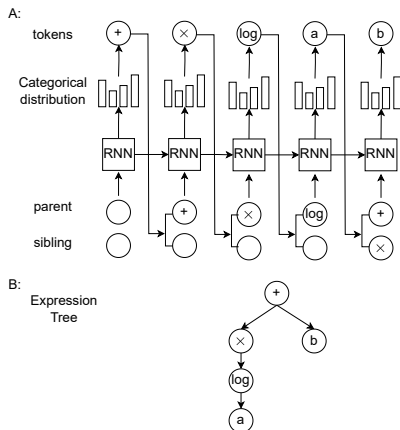 A:
tokens + × log a b
Categorical
distribution
RNN RNN RNN RNN RNN
parent + × log +
sibling ×
B:
Expression
Tree
+
× b
log
a